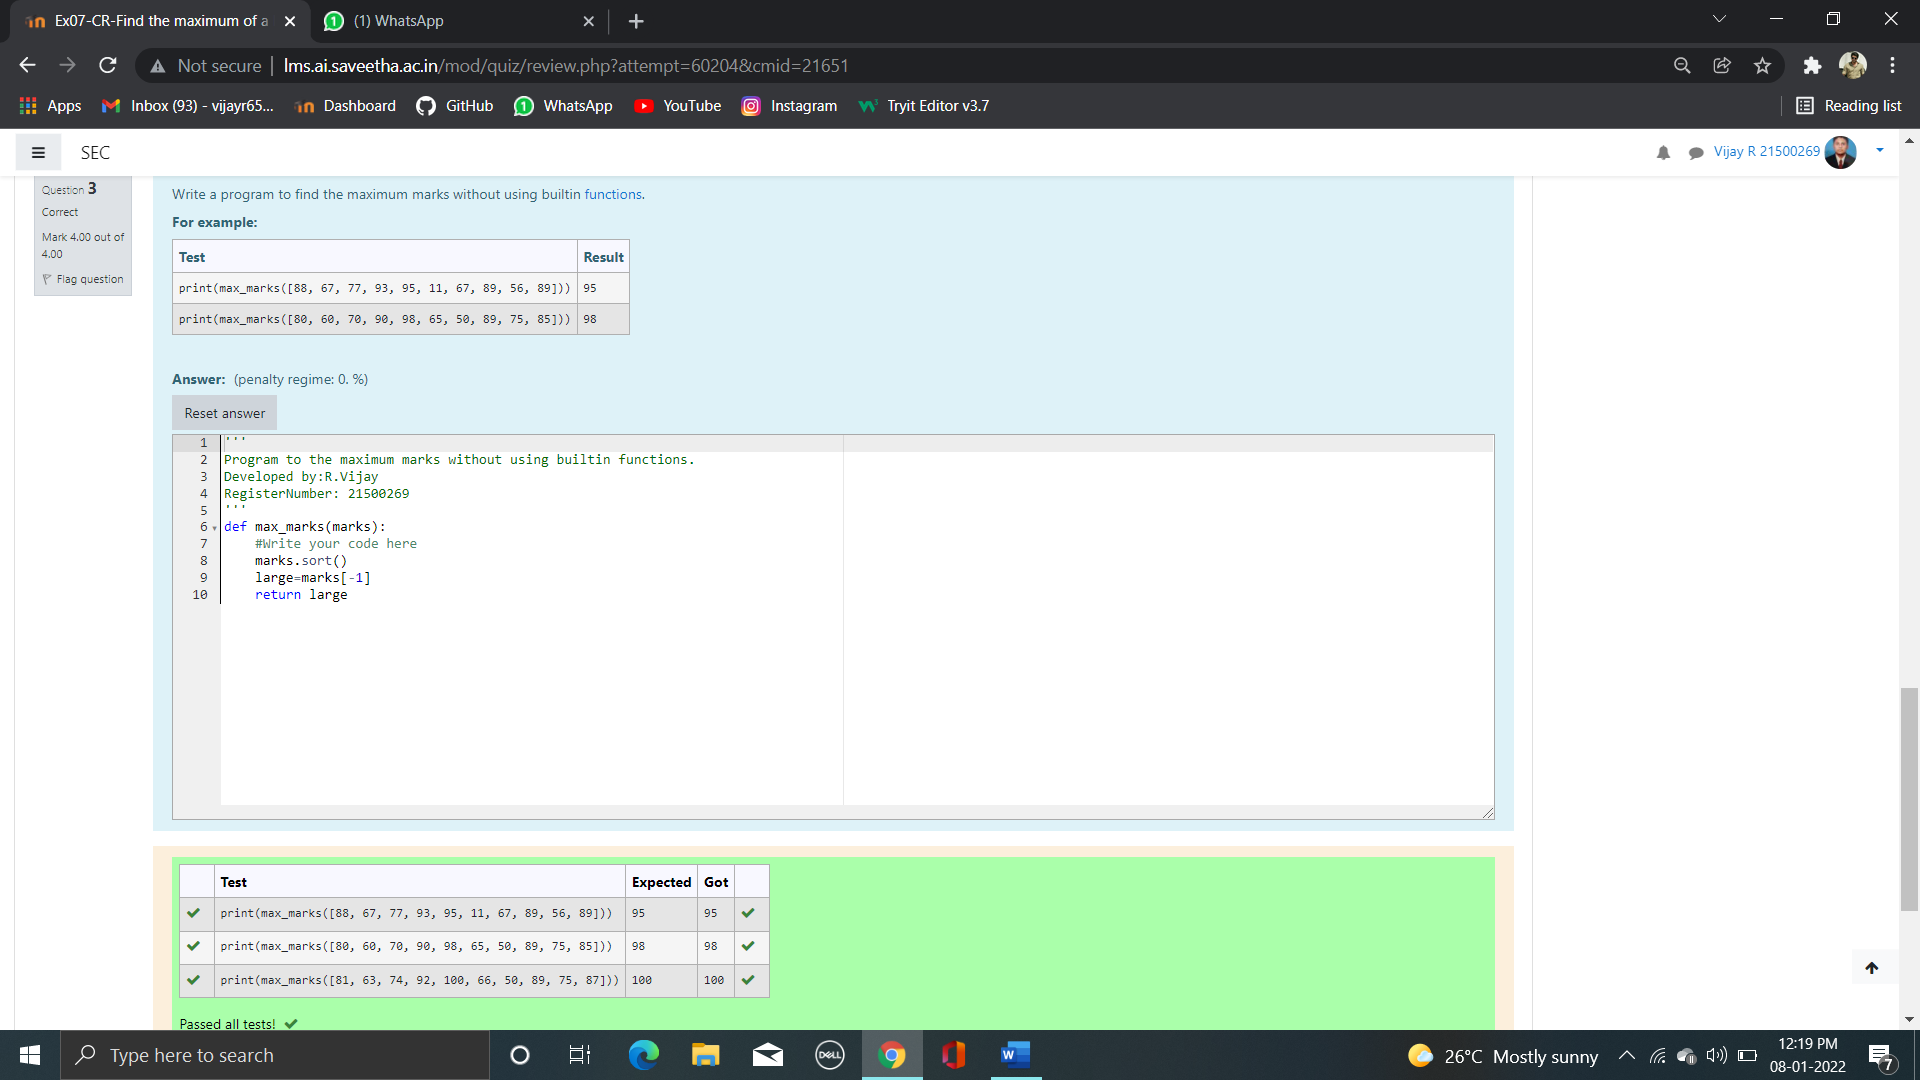 Ex07-CR-Find the maximum of a
(1) WhatsApp
Not secure | lms.ai.saveetha.ac.in/mod/quiz/review.php?attempt=60204&cmid=21651
Apps
Inbox (93) - vijayr65...
Dashboard
GitHub
WhatsApp
YouTube
Instagram
Tryit Editor v3.7
Reading list
SEC
Vijay R 21500269
Question 3
Correct
Mark 4.00 out of
4.00
Flag question
Write a program to find the maximum marks without using builtin functions.
For example:
Test Result
print(max_marks([88, 67, 77, 93, 95, 11, 67, 89, 56, 89])) 95
print(max_marks([80, 60, 70, 90, 98, 65, 50, 89, 75, 85])) 98
Answer: (penalty regime: 0. %)
Reset answer
1 '''
2 Program to the maximum marks without using builtin functions.
3 Developed by:R.Vijay
4 RegisterNumber: 21500269
5 '''
6 def max_marks(marks):
7 #Write your code here
8 marks.sort()
9 large=marks[-1]
10 return large
Test Expected Got
print(max_marks([88, 67, 77, 93, 95, 11, 67, 89, 56, 89])) 95 95
print(max_marks([80, 60, 70, 90, 98, 65, 50, 89, 75, 85])) 98 98
print(max_marks([81, 63, 74, 92, 100, 66, 50, 89, 75, 87])) 100 100
Passed all tests!
Type here to search
DELL
W
26°C Mostly sunny
12:19 PM
08-01-2022
7